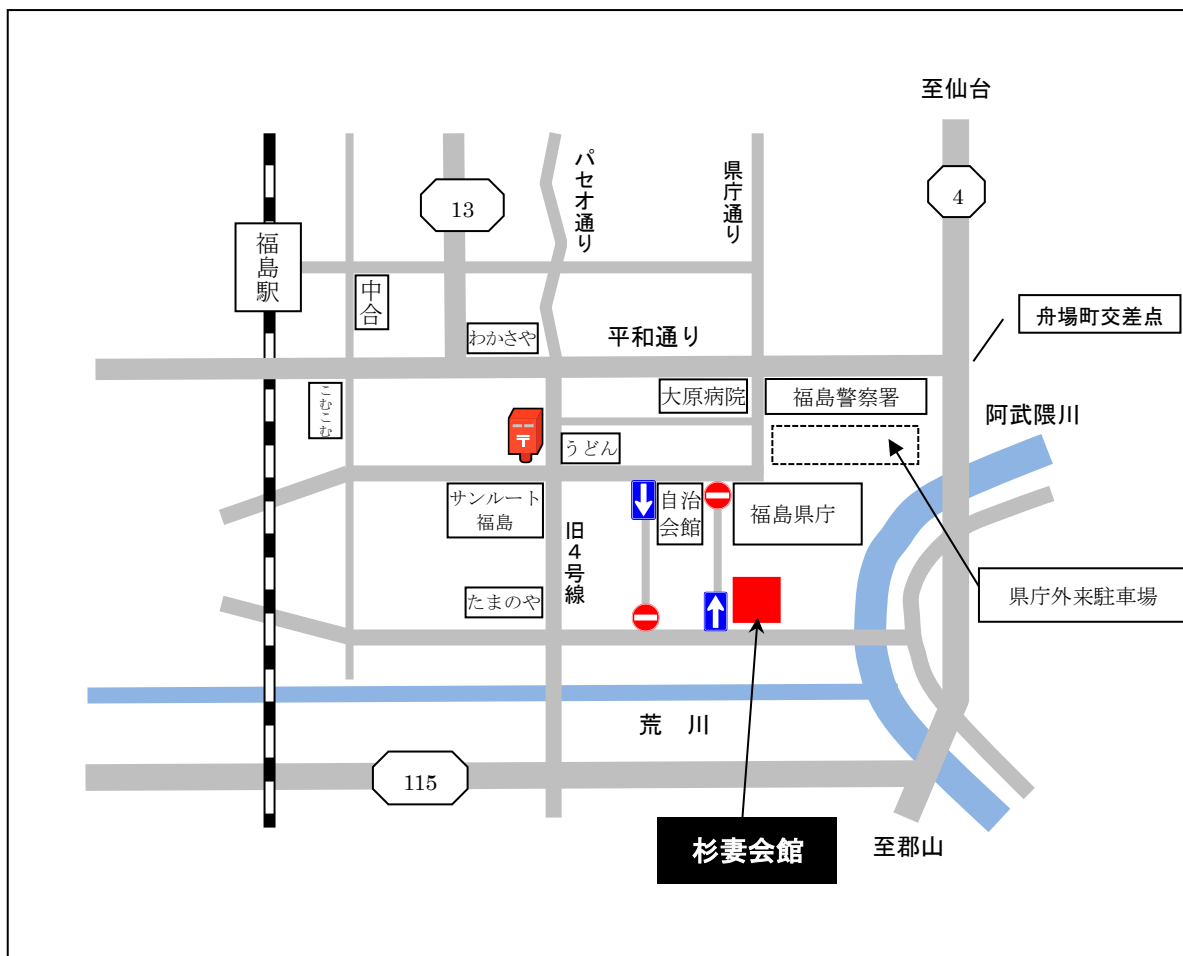 至仙台
パセオ通り
県庁通り
13
4
福島駅
中合
舟場町交差点
わかさや
平和通り
こむこむ
大原病院
福島警察署
阿武隈川
〒
うどん
サンルート
福島
自治
会館
福島県庁
旧4号線
県庁外来駐車場
たまのや
荒 川
115
杉妻会館
至郡山